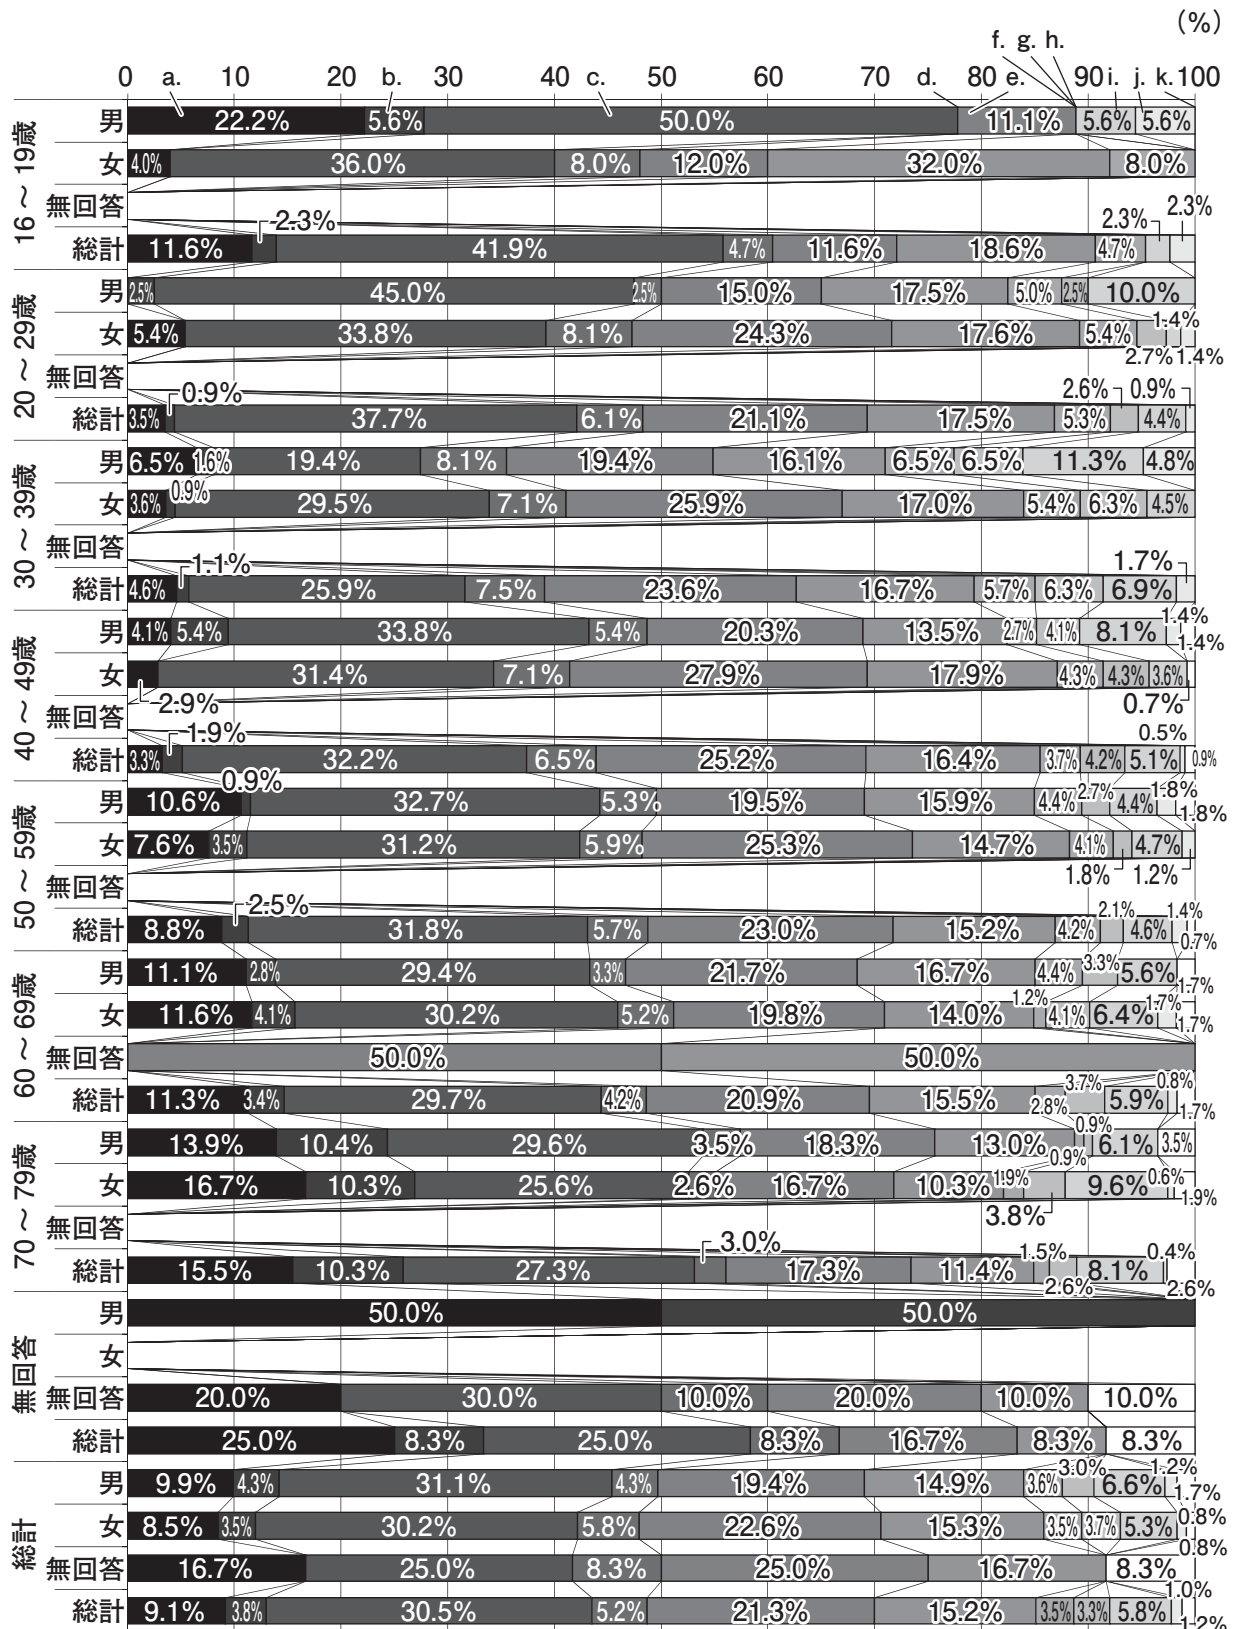 (%)
f. g. h.
0 a. 10 b. 20 30 40 c. 50 60 70 d. 80 e. 90 i. j. k. 100
16～19歳
男 22.2% 5.6% 50.0% 11.1% 5.6% 5.6%
女 4.0% 36.0% 8.0% 12.0% 32.0% 8.0%
無回答
2.3% 2.3% 2.3%
総計 11.6% 41.9% 4.7% 11.6% 18.6% 4.7%
20～29歳
男 2.5% 45.0% 2.5% 15.0% 17.5% 5.0% 2.5% 10.0%
女 5.4% 33.8% 8.1% 24.3% 17.6% 5.4% 1.4%
2.7% 1.4%
無回答
0.9% 2.6% 0.9%
総計 3.5% 37.7% 6.1% 21.1% 17.5% 5.3% 4.4%
30～39歳
男 6.5% 1.6% 19.4% 8.1% 19.4% 16.1% 6.5% 6.5% 11.3% 4.8%
女 3.6% 0.9% 29.5% 7.1% 25.9% 17.0% 5.4% 6.3% 4.5%
無回答
1.1% 1.7%
総計 4.6% 25.9% 7.5% 23.6% 16.7% 5.7% 6.3% 6.9%
40～49歳
男 4.1% 5.4% 33.8% 5.4% 20.3% 13.5% 2.7% 4.1% 8.1% 1.4% 1.4%
女 31.4% 7.1% 27.9% 17.9% 4.3% 4.3% 3.6%
2.9% 0.7%
無回答
1.9% 0.5%
総計 3.3% 32.2% 6.5% 25.2% 16.4% 3.7% 4.2% 5.1% 0.9%
50～59歳
男 10.6% 0.9% 32.7% 5.3% 19.5% 15.9% 4.4% 2.7% 4.4% 1.8% 1.8%
女 7.6% 3.5% 31.2% 5.9% 25.3% 14.7% 4.1% 4.7%
1.8% 1.2%
無回答
2.5% 2.1% 1.4%
総計 8.8% 31.8% 5.7% 23.0% 15.2% 4.2% 4.6% 0.7%
60～69歳
男 11.1% 2.8% 29.4% 3.3% 21.7% 16.7% 4.4% 3.3% 5.6% 1.7%
女 11.6% 4.1% 30.2% 5.2% 19.8% 14.0% 1.2% 4.1% 6.4% 1.7% 1.7%
無回答 50.0% 50.0%
総計 11.3% 3.4% 29.7% 4.2% 20.9% 15.5% 2.8% 3.7% 5.9% 0.8% 1.7%
70～79歳
男 13.9% 10.4% 29.6% 3.5% 18.3% 13.0% 0.9% 0.9% 6.1% 3.5%
女 16.7% 10.3% 25.6% 2.6% 16.7% 10.3% 1.9% 3.8% 9.6% 0.6% 1.9%
無回答
3.0% 1.5% 0.4%
総計 15.5% 10.3% 27.3% 17.3% 11.4% 2.6% 8.1% 2.6%
無回答
男 50.0% 50.0%
女
無回答 20.0% 30.0% 10.0% 20.0% 10.0% 10.0%
総計 25.0% 8.3% 25.0% 8.3% 16.7% 8.3% 8.3%
総計
男 9.9% 4.3% 31.1% 4.3% 19.4% 14.9% 3.6% 3.0% 6.6% 1.2% 1.7%
女 8.5% 3.5% 30.2% 5.8% 22.6% 15.3% 3.5% 3.7% 5.3% 0.8% 0.8%
無回答 16.7% 25.0% 8.3% 25.0% 16.7% 8.3%
総計 9.1% 3.8% 30.5% 5.2% 21.3% 15.2% 3.5% 3.3% 5.8% 1.0% 1.2%